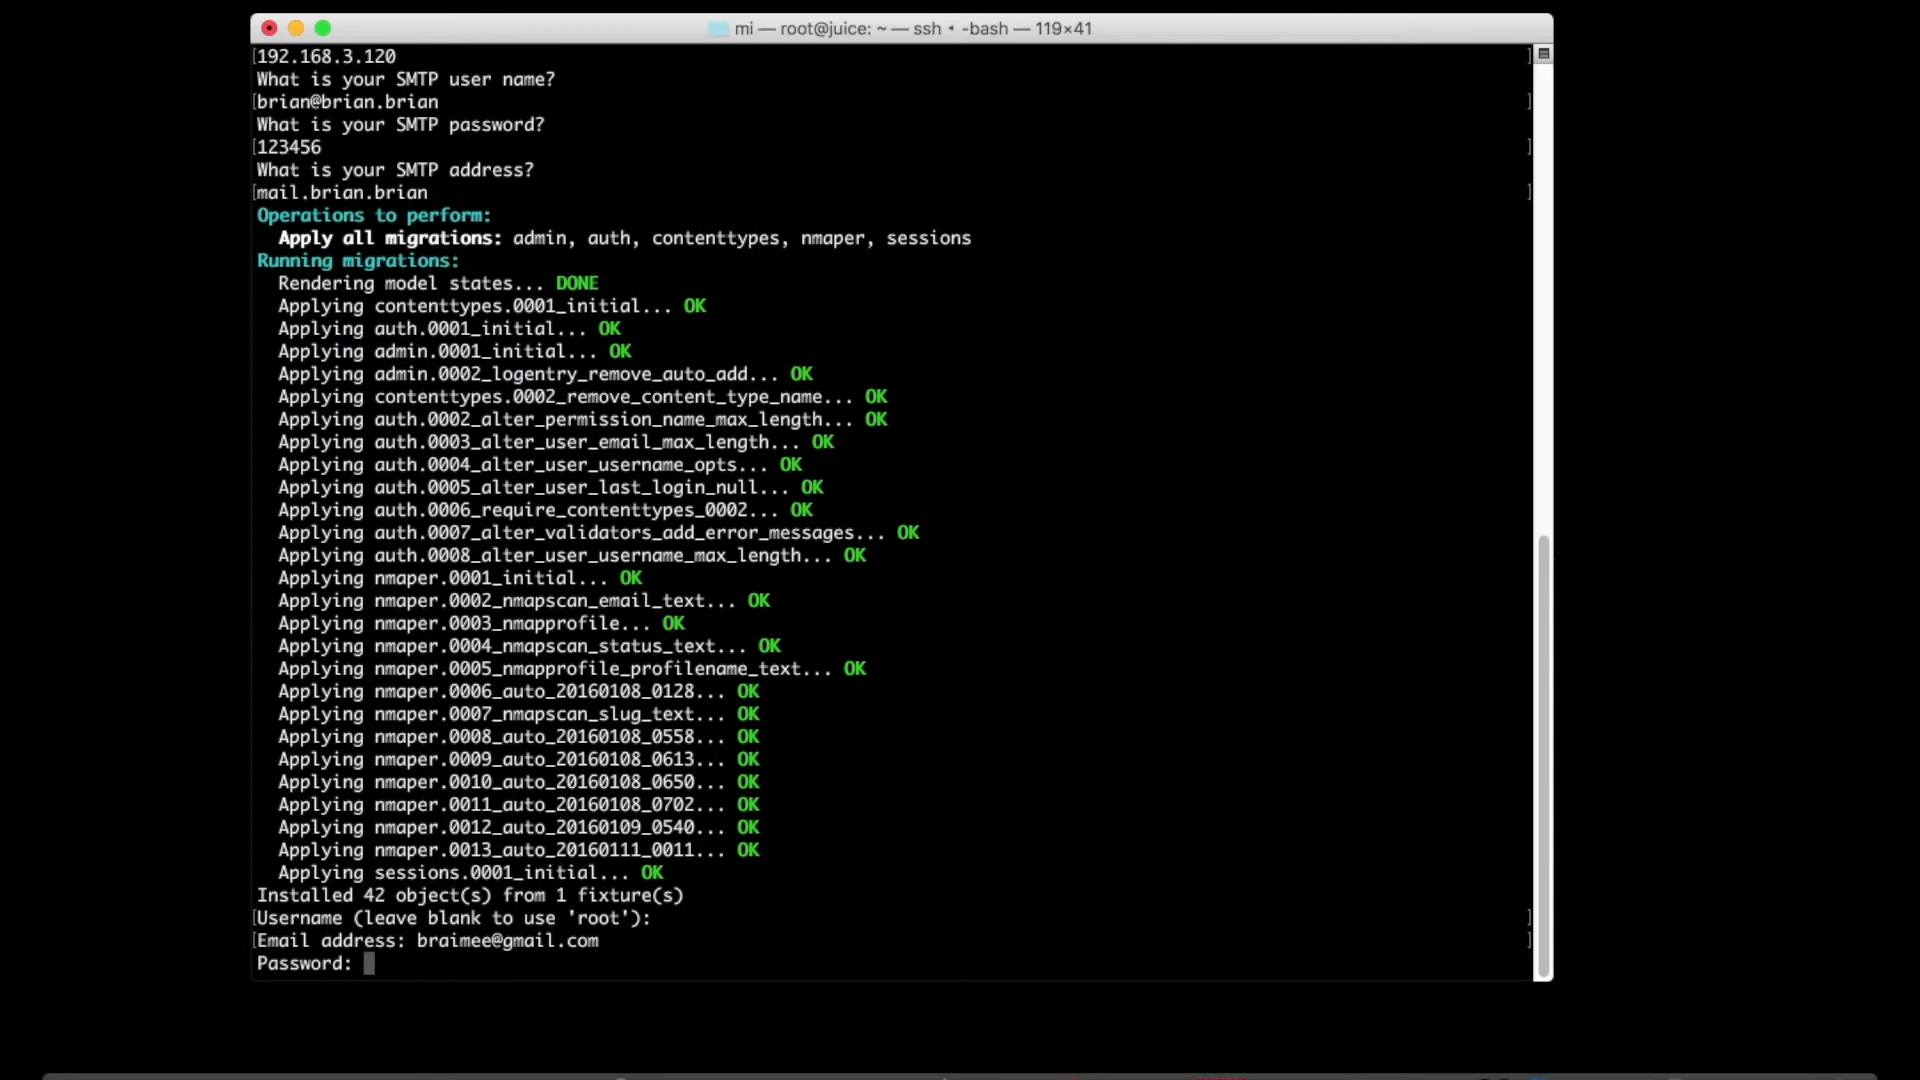 mi — root@juice: ~ — ssh ◂ -bash — 119×41
[192.168.3.120 ]
What is your SMTP user name?
[brian@brian.brian ]
What is your SMTP password?
[123456 ]
What is your SMTP address?
[mail.brian.brian ]
Operations to perform:
Apply all migrations: admin, auth, contenttypes, nmaper, sessions
Running migrations:
Rendering model states... DONE
Applying contenttypes.0001_initial... OK
Applying auth.0001_initial... OK
Applying admin.0001_initial... OK
Applying admin.0002_logentry_remove_auto_add... OK
Applying contenttypes.0002_remove_content_type_name... OK
Applying auth.0002_alter_permission_name_max_length... OK
Applying auth.0003_alter_user_email_max_length... OK
Applying auth.0004_alter_user_username_opts... OK
Applying auth.0005_alter_user_last_login_null... OK
Applying auth.0006_require_contenttypes_0002... OK
Applying auth.0007_alter_validators_add_error_messages... OK
Applying auth.0008_alter_user_username_max_length... OK
Applying nmaper.0001_initial... OK
Applying nmaper.0002_nmapscan_email_text... OK
Applying nmaper.0003_nmapprofile... OK
Applying nmaper.0004_nmapscan_status_text... OK
Applying nmaper.0005_nmapprofile_profilename_text... OK
Applying nmaper.0006_auto_20160108_0128... OK
Applying nmaper.0007_nmapscan_slug_text... OK
Applying nmaper.0008_auto_20160108_0558... OK
Applying nmaper.0009_auto_20160108_0613... OK
Applying nmaper.0010_auto_20160108_0650... OK
Applying nmaper.0011_auto_20160108_0702... OK
Applying nmaper.0012_auto_20160109_0540... OK
Applying nmaper.0013_auto_20160111_0011... OK
Applying sessions.0001_initial... OK
Installed 42 object(s) from 1 fixture(s)
[Username (leave blank to use 'root'): ]
[Email address: braimee@gmail.com ]
Password: